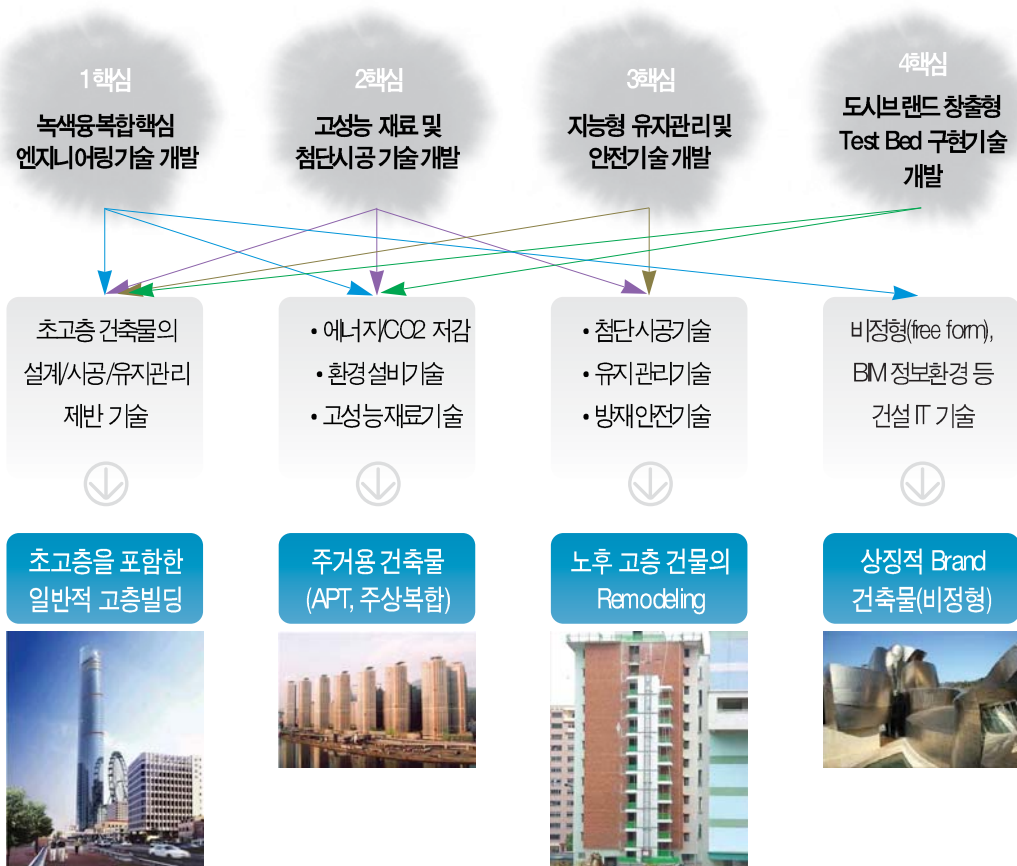 1핵심
녹색융복합핵심
엔지니어링기술 개발
2핵심
고성능 재료 및
첨단시공 기술개발
3핵심
지능형 유지관리및
안전기술 개발
4핵심
도시브랜드 창출형
Test Bed 구현기술
개발
초고층 건축물의
설계/시공/유지관리
제반 기술
• 에너지/CO2 저감
• 환경설비기술
• 고성능재료기술
• 첨단시공기술
• 유지관리기술
• 방재안전기술
비정형(free form),
BIM 정보환경 등
건설 IT 기술
초고층을 포함한
일반적 고층빌딩
주거용 건축물
(APT, 주상복합)
노후 고층 건물의
Remodeling
상징적 Brand
건축물(비정형)